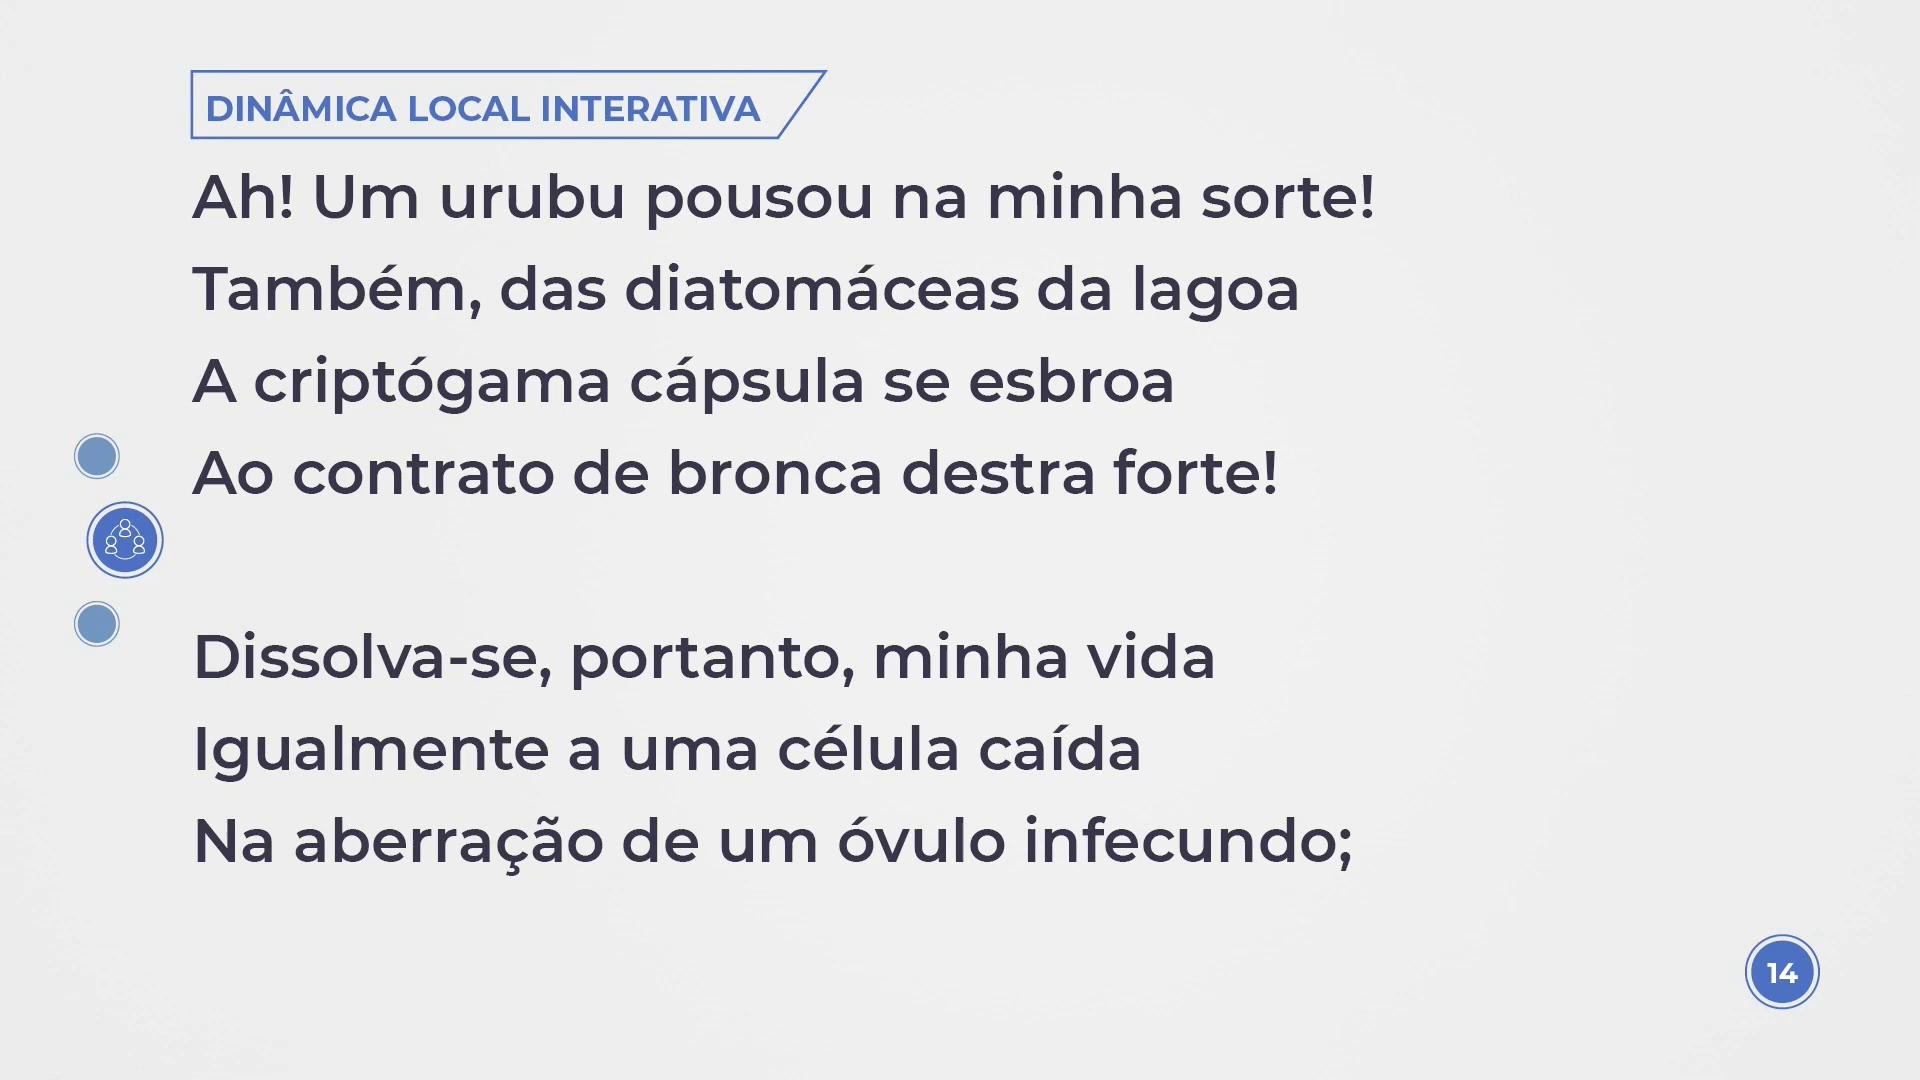 DINÂMICA LOCAL INTERATIVA
Ah! Um urubu pousou na minha sorte!
Também, das diatomáceas da lagoa
A criptógama cápsula se esbroa
Ao contrato de bronca destra forte!
Dissolva-se, portanto, minha vida
Igualmente a uma célula caída
Na aberração de um óvulo infecundo;
14